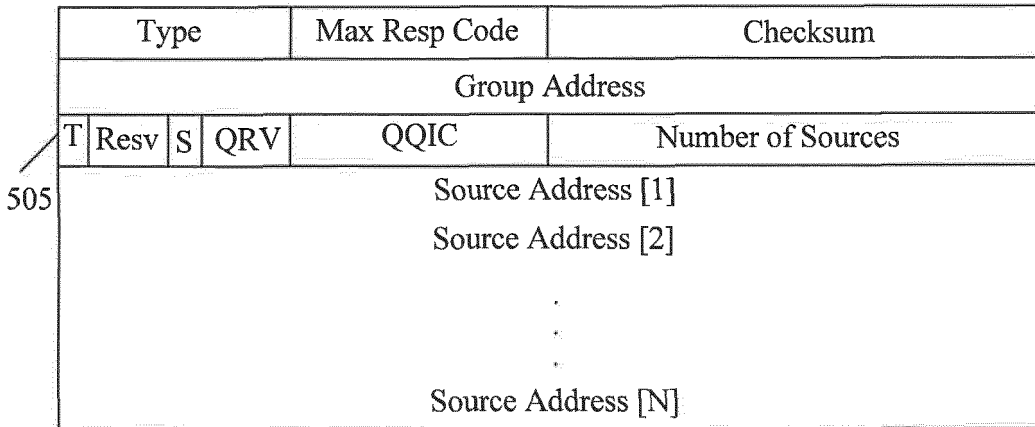 Type Max Resp Code Checksum
Group Address
T Resv S QRV QQIC Number of Sources
505
Source Address [1]
Source Address [2]
.
.
.
Source Address [N]